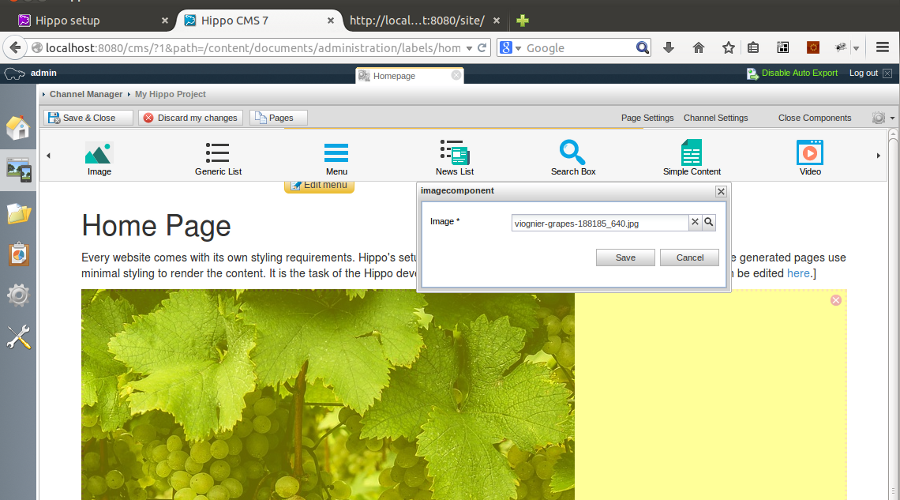 Hippo setup
Hippo CMS 7
http://local...t:8080/site/
localhost:8080/cms/?1&path=/content/documents/administration/labels/hom
Google
admin
Homepage
Disable Auto Export
Log out
Channel Manager
My Hippo Project
Save & Close
Discard my changes
Pages
Page Settings
Channel Settings
Close Components
Image
Generic List
Menu
News List
Search Box
Simple Content
Video
Edit menu
imagecomponent
Image *
viognier-grapes-188185_640.jpg
Save
Cancel
Home Page
Every website comes with its own styling requirements. Hippo's setu
e generated pages use
minimal styling to render the content. It is the task of the Hippo deve
n be edited here.]